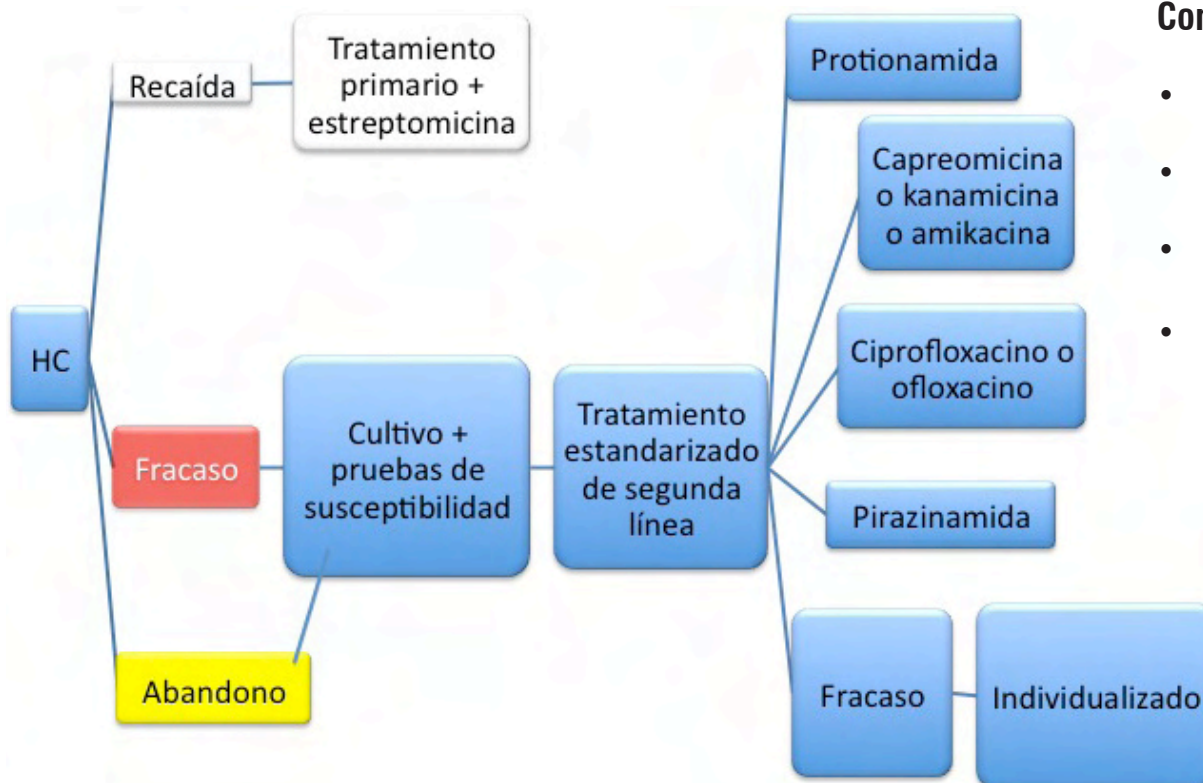 Recaída
Tratamiento
primario +
estreptomicina
HC
Fracaso
Cultivo +
pruebas de
susceptibilidad
Abandono
Tratamiento
estandarizado
de segunda
línea
Protionamida
Capreomicina
o kanamicina
o amikacina
Ciprofloxacino o
ofloxacino
Pirazinamida
Fracaso
Individualizado